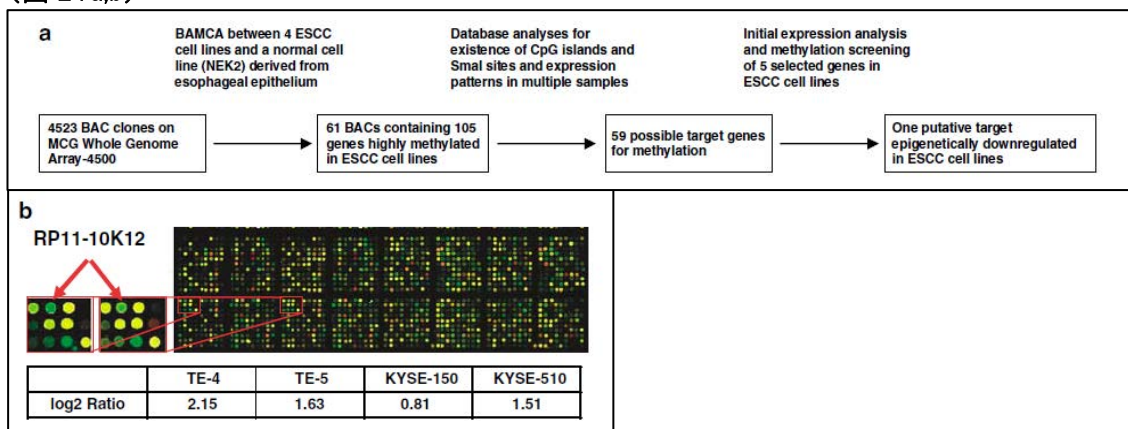 a
BAMCA between 4 ESCC
cell lines and a normal cell
line (NEK2) derived from
esophageal epithelium
Database analyses for
existence of CpG islands and
SmaI sites and expression
patterns in multiple samples
Initial expression analysis
and methylation screening
of 5 selected genes in
ESCC cell lines
4523 BAC clones on
MCG Whole Genome
Array-4500
61 BACs containing 105
genes highly methylated
in ESCC cell lines
59 possible target genes
for methylation
One putative target
epigenetically downregulated
in ESCC cell lines
b
RP11-10K12
TE-4 TE-5 KYSE-150 KYSE-510
log2 Ratio 2.15 1.63 0.81 1.51